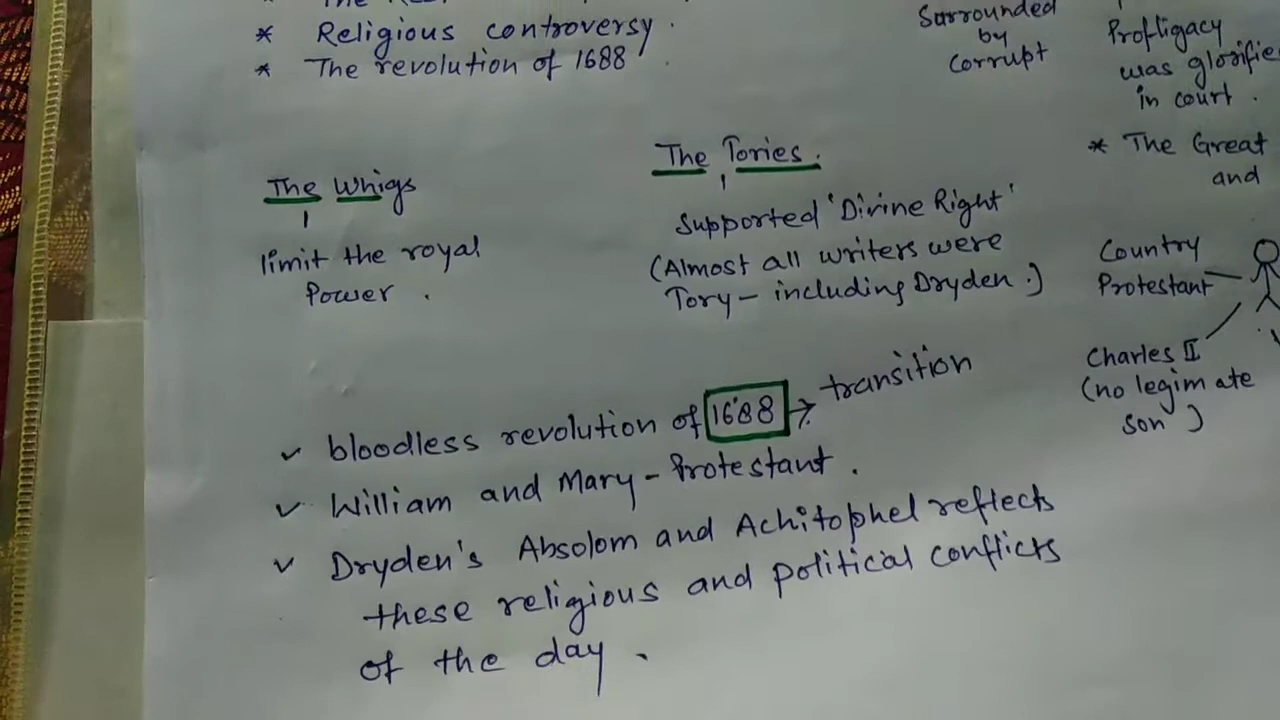 * Religious controversy.
* The revolution of 1688
Surrounded
by
corrupt
Profligacy
was glorifie
in court.
* The Great
and
The Whigs
limit the royal
Power.
The Tories.
Supported 'Divine Right'
(Almost all writers were
Tory - including Dryden.)
Country
Protestant
Charles II
(no legim ate
son)
✓ bloodless revolution of 1688 → transition
✓ William and Mary - Protestant.
✓ Dryden's Absolom and Achitophel reflects
these religious and political conflicts
of the day.